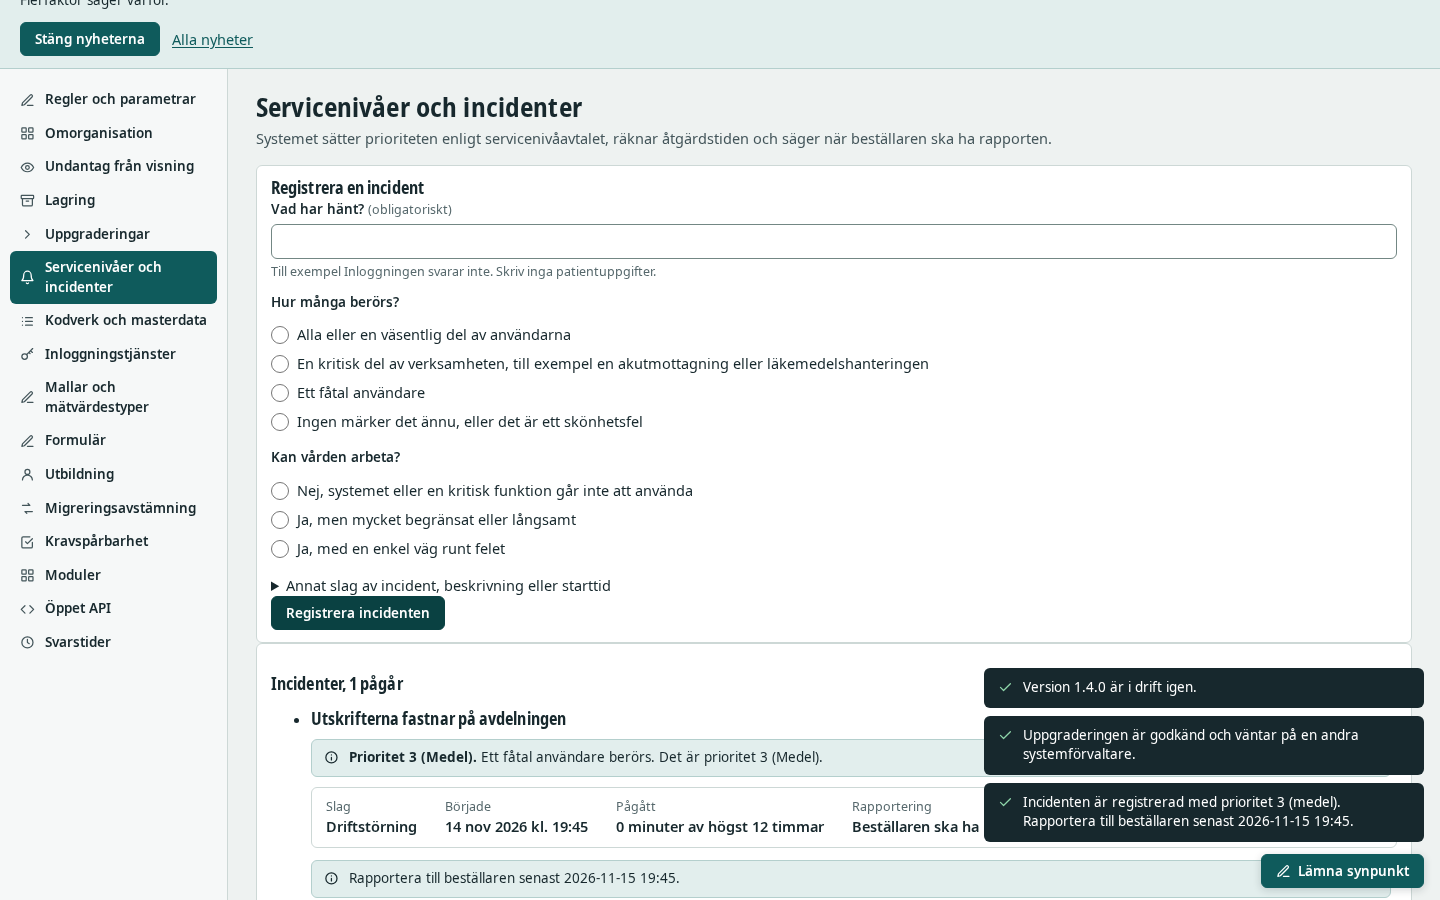 Stäng nyheterna
Alla nyheter
Regler och parametrar
Omorganisation
Undantag från visning
Lagring
Uppgraderingar
Servicenivåer och
incidenter
Kodverk och masterdata
Inloggningstjänster
Mallar och
mätvärdestyper
Formulär
Utbildning
Migreringsavstämning
Kravspårbarhet
Moduler
Öppet API
Svarstider
Servicenivåer och incidenter
Systemet sätter prioriteten enligt servicenivåavtalet, räknar åtgärdstiden och säger när beställaren ska ha rapporten.
Registrera en incident
Vad har hänt? (obligatoriskt)
Till exempel Inloggningen svarar inte. Skriv inga patientuppgifter.
Hur många berörs?
Alla eller en väsentlig del av användarna
En kritisk del av verksamheten, till exempel en akutmottagning eller läkemedelshanteringen
Ett fåtal användare
Ingen märker det ännu, eller det är ett skönhetsfel
Kan vården arbeta?
Nej, systemet eller en kritisk funktion går inte att använda
Ja, men mycket begränsat eller långsamt
Ja, med en enkel väg runt felet
Annat slag av incident, beskrivning eller starttid
Registrera incidenten
Incidenter, 1 pågår
Utskrifterna fastnar på avdelningen
Prioritet 3 (Medel). Ett fåtal användare berörs. Det är prioritet 3 (Medel).
Slag
Driftstörning
Började
14 nov 2026 kl. 19:45
Pågått
0 minuter av högst 12 timmar
Rapportering
Beställaren ska ha
Rapportera till beställaren senast 2026-11-15 19:45.
Version 1.4.0 är i drift igen.
Uppgraderingen är godkänd och väntar på en andra
systemförvaltare.
Incidenten är registrerad med prioritet 3 (medel).
Rapportera till beställaren senast 2026-11-15 19:45.
Lämna synpunkt